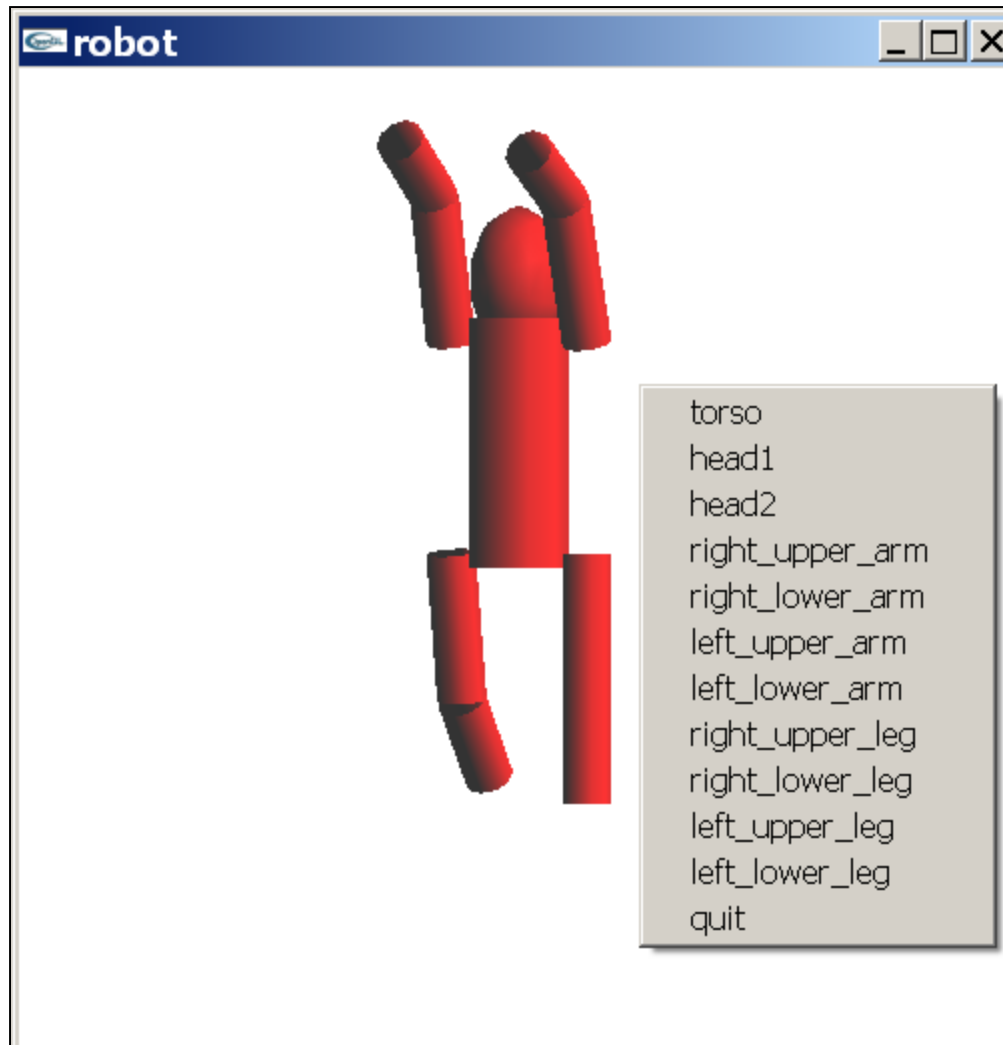 robot
torso
head1
head2
right_upper_arm
right_lower_arm
left_upper_arm
left_lower_arm
right_upper_leg
right_lower_leg
left_upper_leg
left_lower_leg
quit